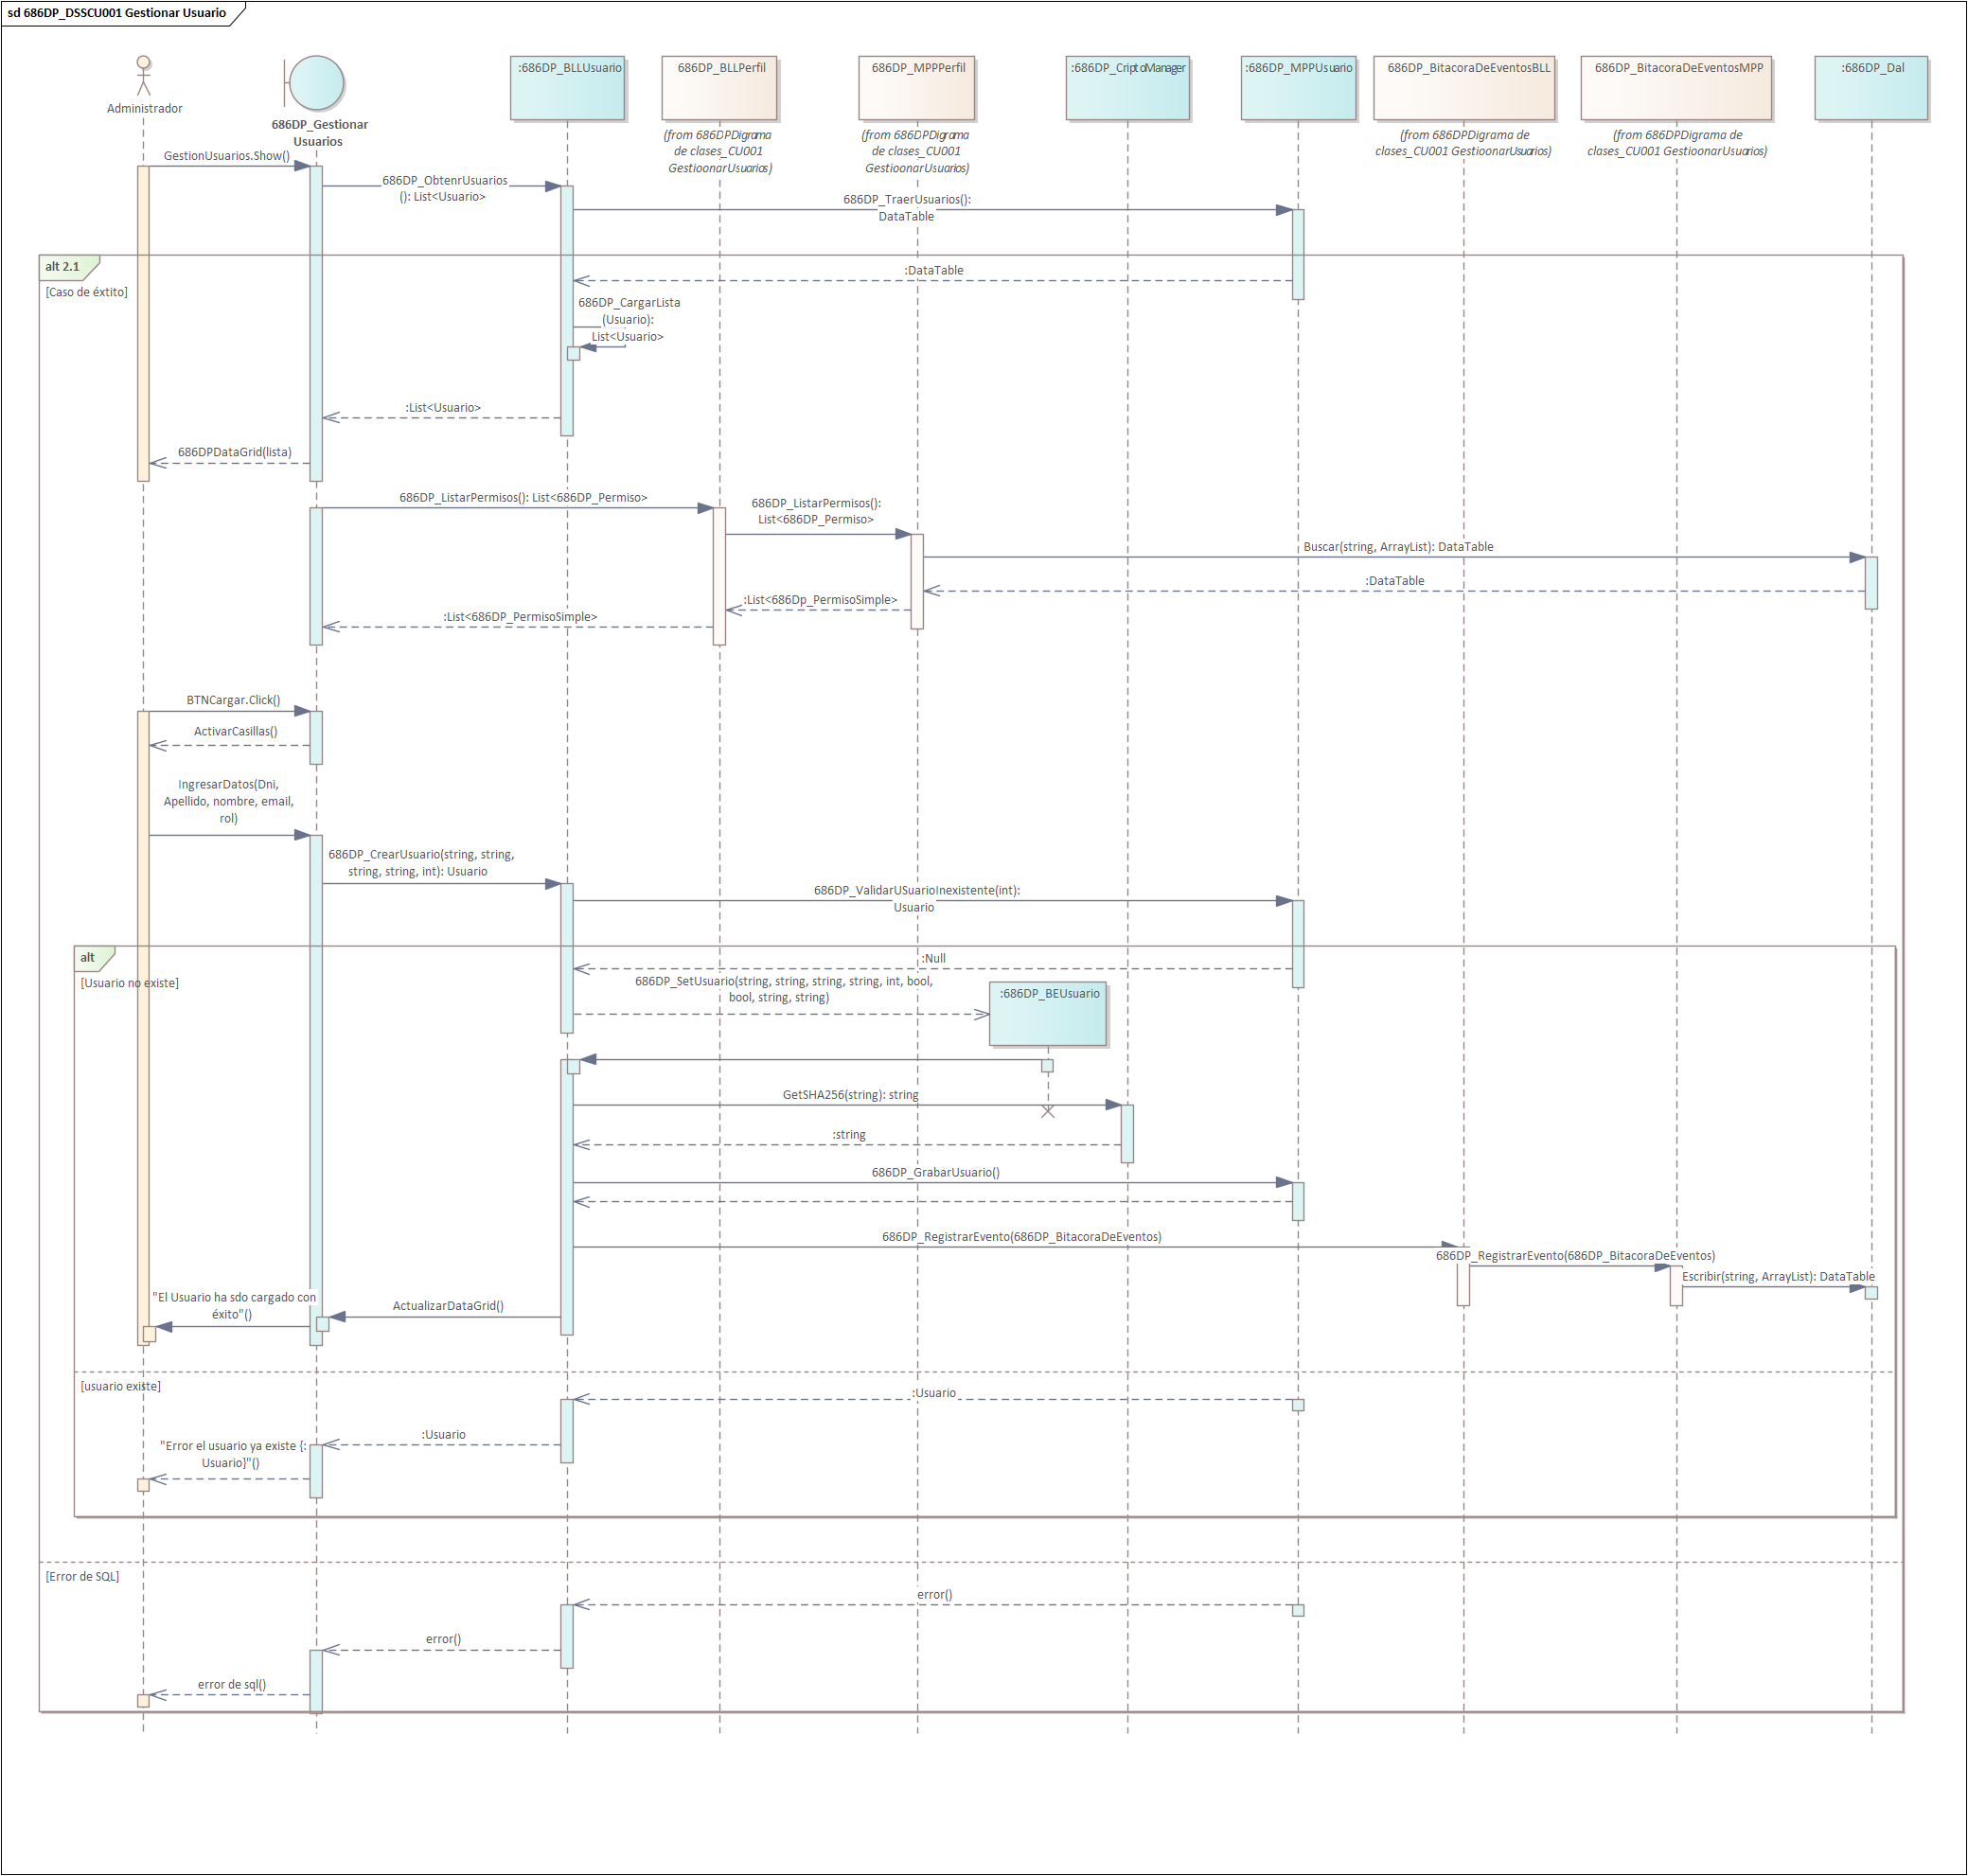 sd 686DP_DSSCU001 Gestionar Usuario
Administrador
686DP_Gestionar
Usuarios
:686DP_BLLUsuario
686DP_BLLPerfil
(from 686DPDigrama
de clases_CU001
GestioonarUsuarios)
686DP_MPPPerfil
(from 686DPDigrama
de clases_CU001
GestioonarUsuarios)
:686DP_CriptoManager
:686DP_MPPUsuario
686DP_BitacoraDeEventosBLL
(from 686DPDigrama de
clases_CU001 GestioonarUsuarios)
686DP_BitacoraDeEventosMPP
(from 686DPDigrama de
clases_CU001 GestioonarUsuarios)
:686DP_Dal
GestionUsuarios.Show()
686DP_ObtenrUsuarios
(): List<Usuario>
686DP_TraerUsuarios():
DataTable
alt 2.1
[Caso de éxtito]
:DataTable
686DP_CargarLista
(Usuario):
List<Usuario>
:List<Usuario>
686DPDataGrid(lista)
686DP_ListarPermisos(): List<686DP_Permiso>
686DP_ListarPermisos():
List<686DP_Permiso>
Buscar(string, ArrayList): DataTable
:DataTable
:List<686Dp_PermisoSimple>
:List<686DP_PermisoSimple>
BTNCargar.Click()
ActivarCasillas()
IngresarDatos(Dni,
Apellido, nombre, email,
rol)
686DP_CrearUsuario(string, string,
string, string, int): Usuario
686DP_ValidarUSuarioInexistente(int):
Usuario
alt
[Usuario no existe]
:Null
686DP_SetUsuario(string, string, string, string, int, bool,
bool, string, string)
:686DP_BEUsuario
GetSHA256(string): string
:string
686DP_GrabarUsuario()
686DP_RegistrarEvento(686DP_BitacoraDeEventos)
686DP_RegistrarEvento(686DP_BitacoraDeEventos)
Escribir(string, ArrayList): DataTable
ActualizarDataGrid()
"El Usuario ha sdo cargado con
éxito"()
[usuario existe]
:Usuario
:Usuario
"Error el usuario ya existe {:
Usuario}"()
[Error de SQL]
error()
error()
error de sql()